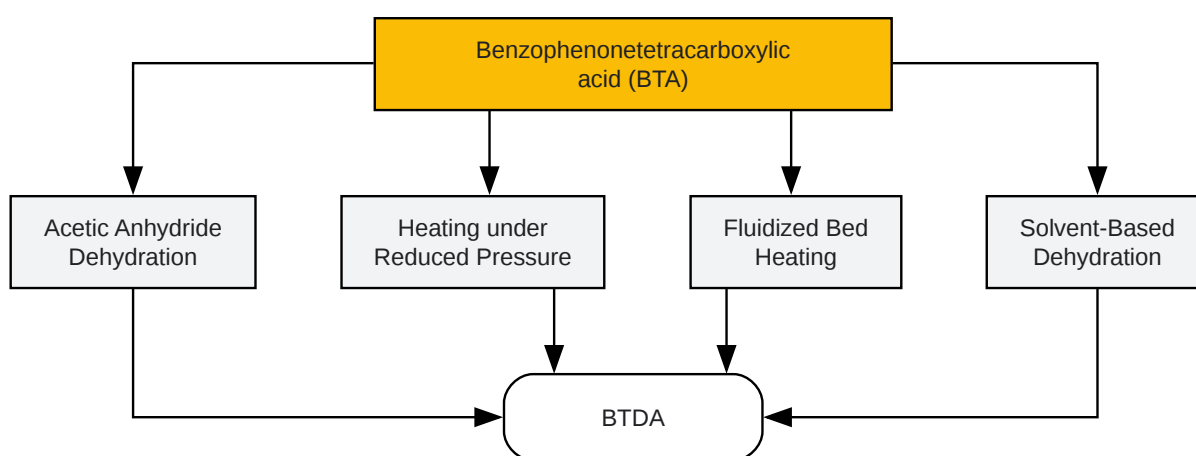 Benzophenonetetracarboxylic
acid (BTA)
Acetic Anhydride
Dehydration
Heating under
Reduced Pressure
Fluidized Bed
Heating
Solvent-Based
Dehydration
BTDA